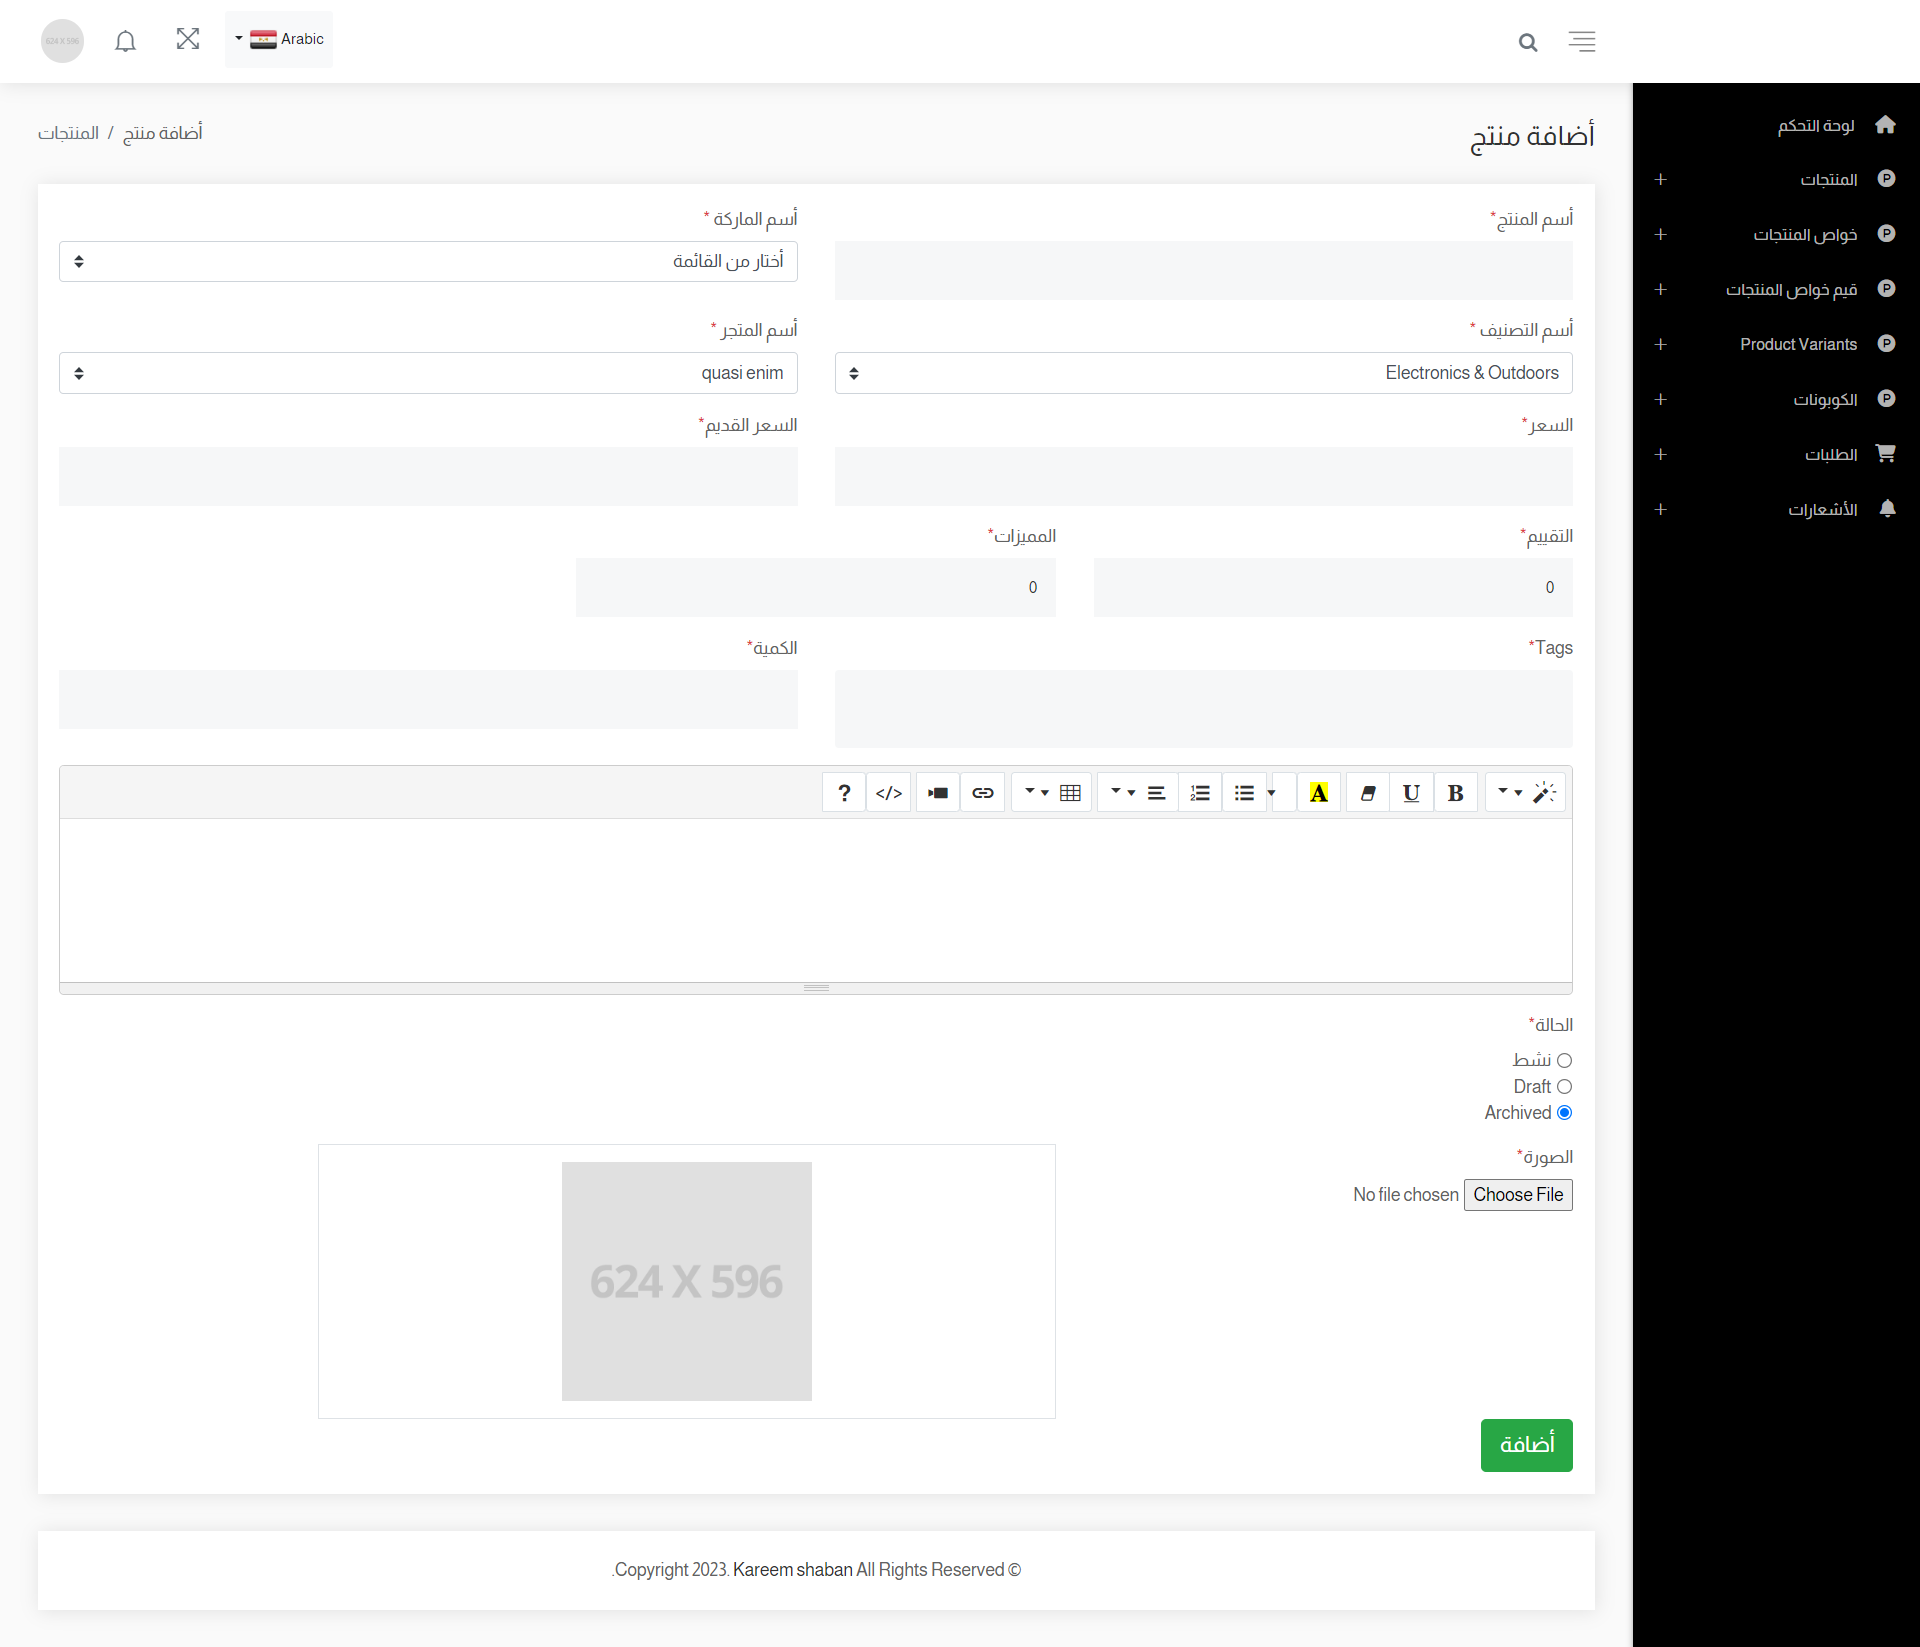 Arabic
624 X 596
لوحة التحكم
المنتجات
خواص المنتجات
قيم خواص المنتجات
Product Variants
الكوبونات
الطلبات
الأشعارات
أضافة منتج
أضافة منتج / المنتجات
أسم المنتج*
أسم الماركة *
أختار من القائمة
أسم التصنيف *
Electronics & Outdoors
أسم المتجر *
quasi enim
السعر*
السعر القديم*
التقييم*
0
المميزات*
0
Tags*
الكمية*
B U A </> ?
الحالة*
نشط
Draft
Archived
الصورة*
Choose File No file chosen
624 X 596
أضافة
.Copyright 2023. Kareem shaban All Rights Reserved ©